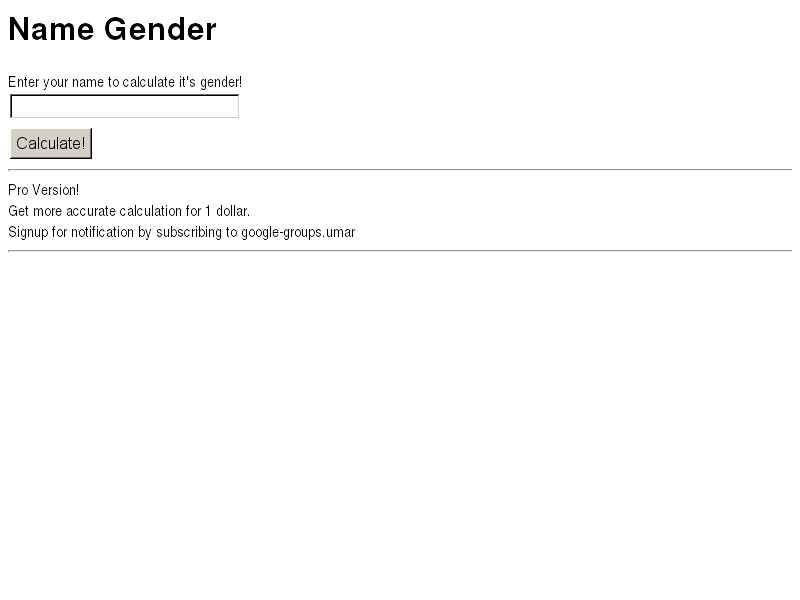 Name Gender
Enter your name to calculate it's gender!
Calculate!
Pro Version!
Get more accurate calculation for 1 dollar.
Signup for notification by subscribing to google-groups.umar